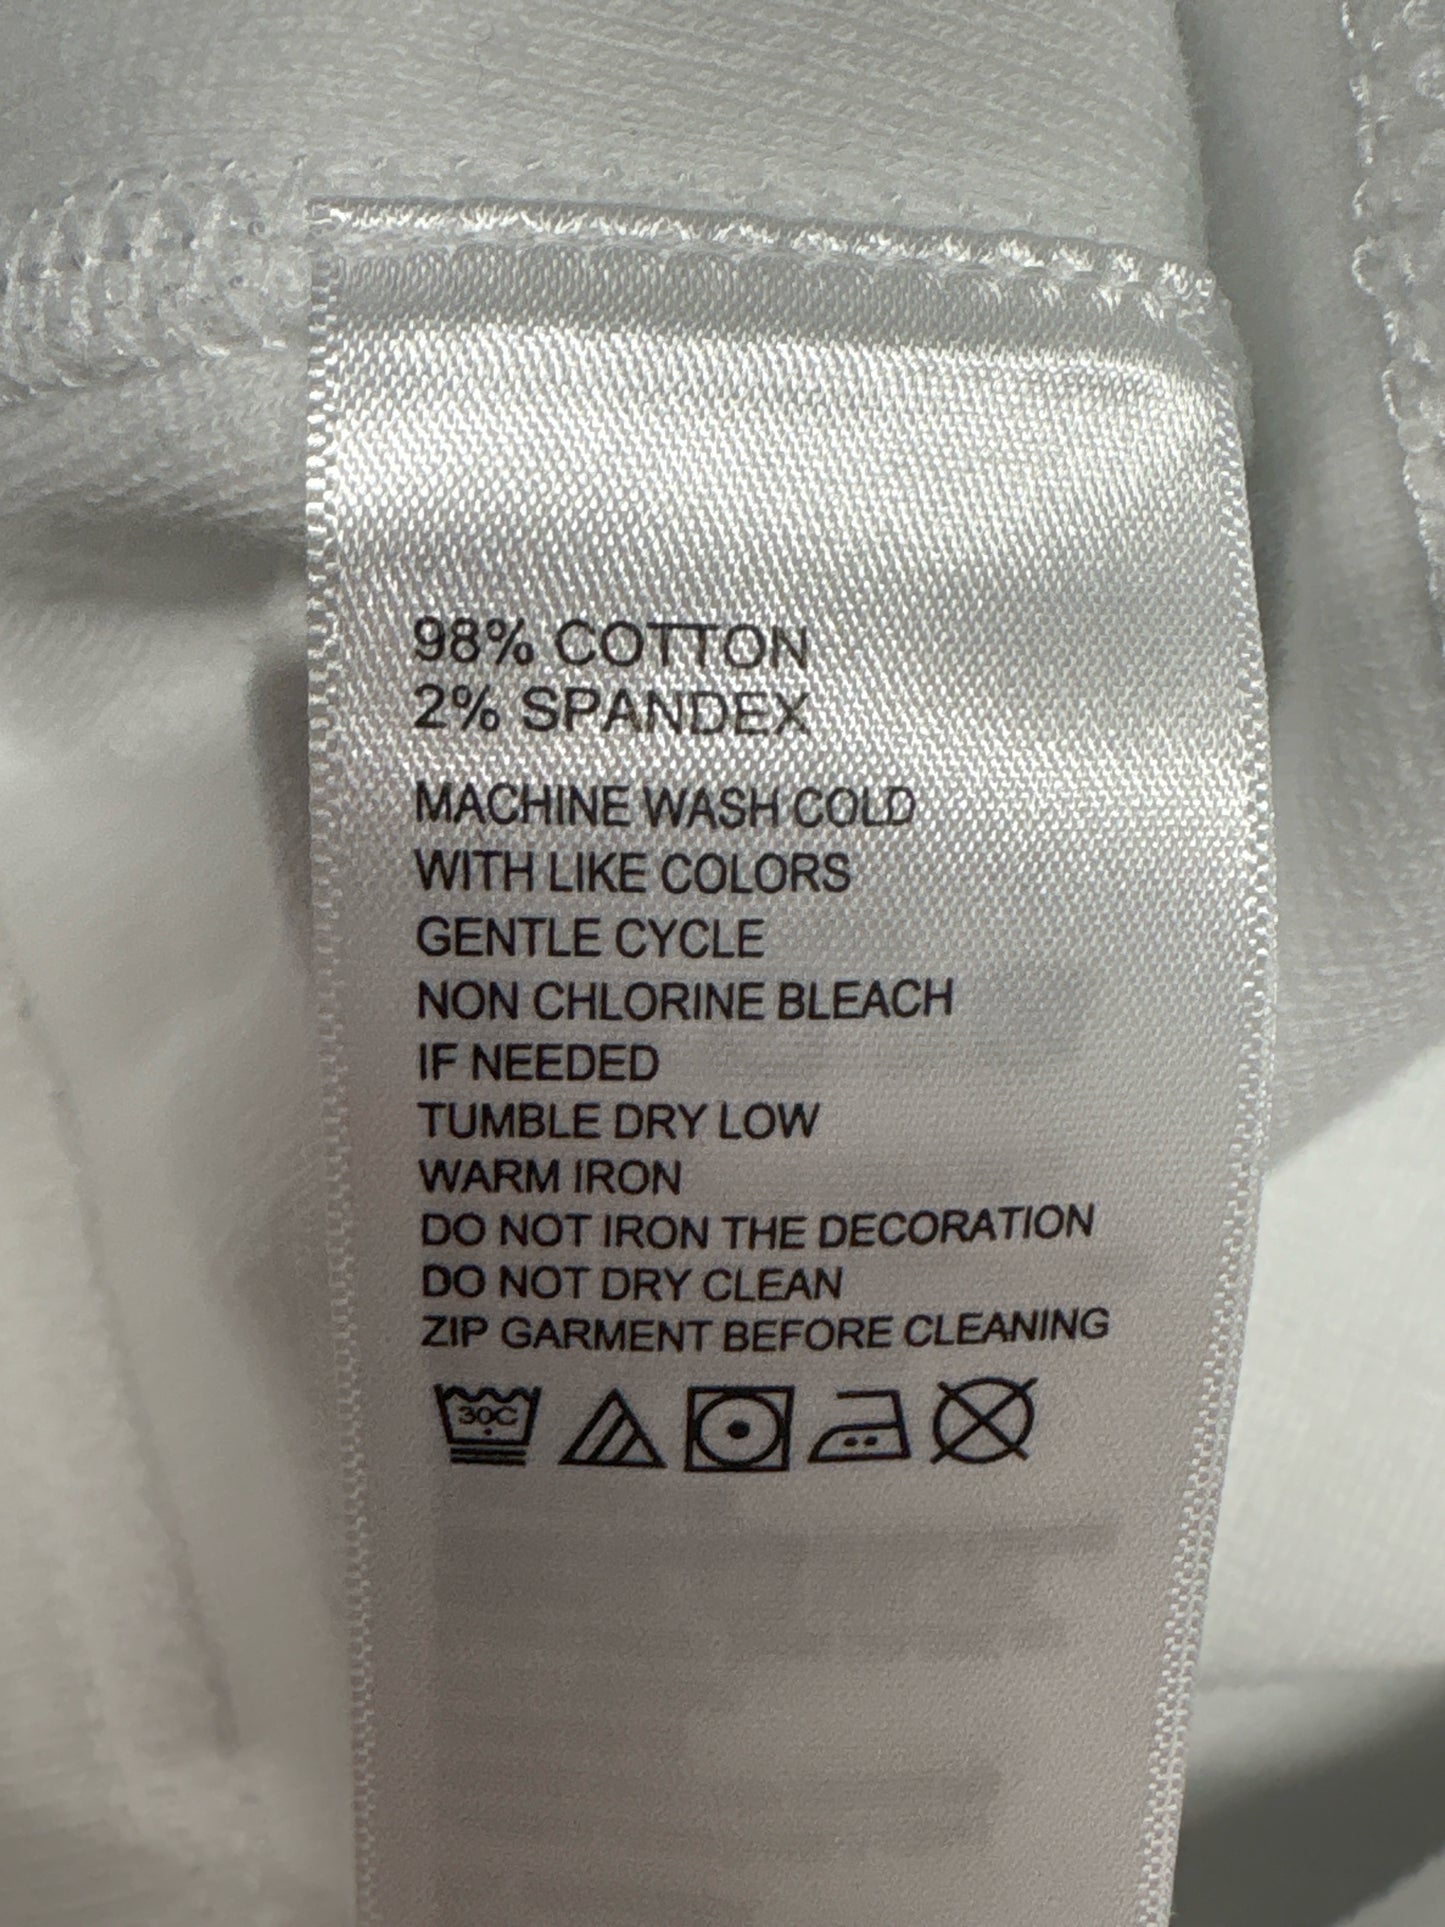 98% COTTON
2% SPANDEX
MACHINE WASH COLD
WITH LIKE COLORS
GENTLE CYCLE
NON CHLORINE BLEACH
IF NEEDED
TUMBLE DRY LOW
WARM IRON
DO NOT IRON THE DECORATION
DO NOT DRY CLEAN
ZIP GARMENT BEFORE CLEANING
30C